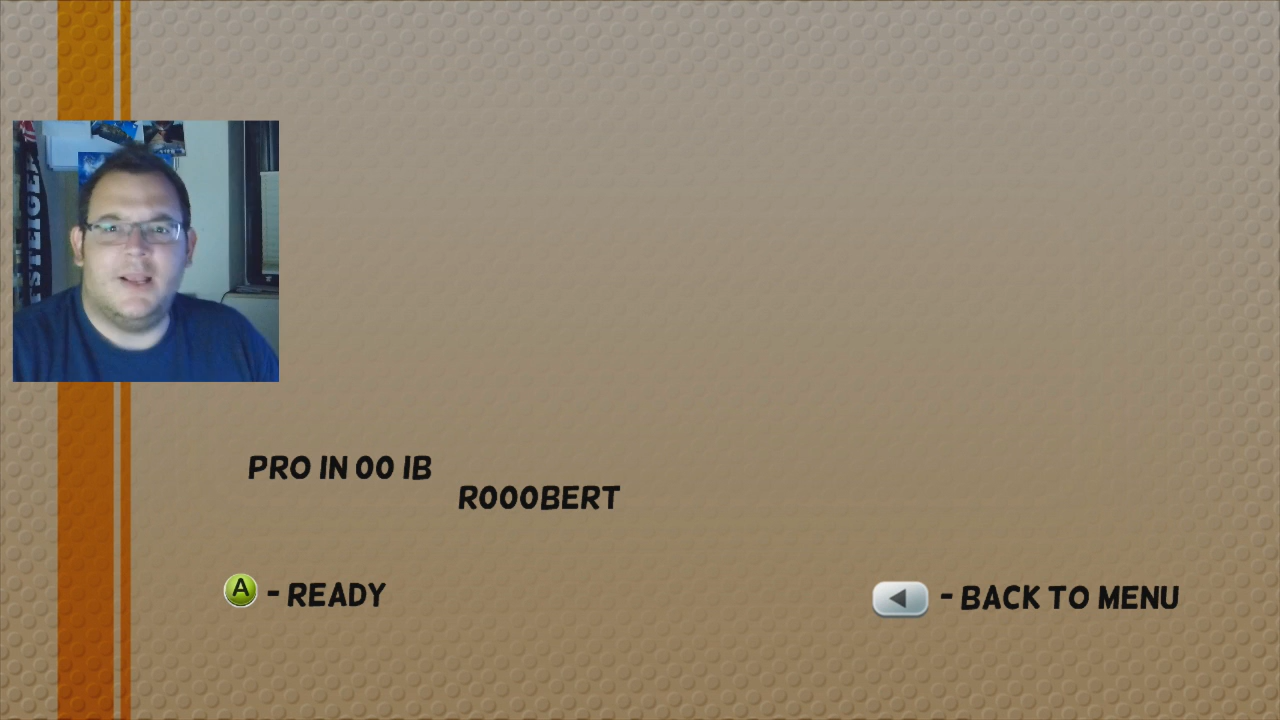 PRO IN 00 IB
ROOOBERT
A - READY
- BACK TO MENU